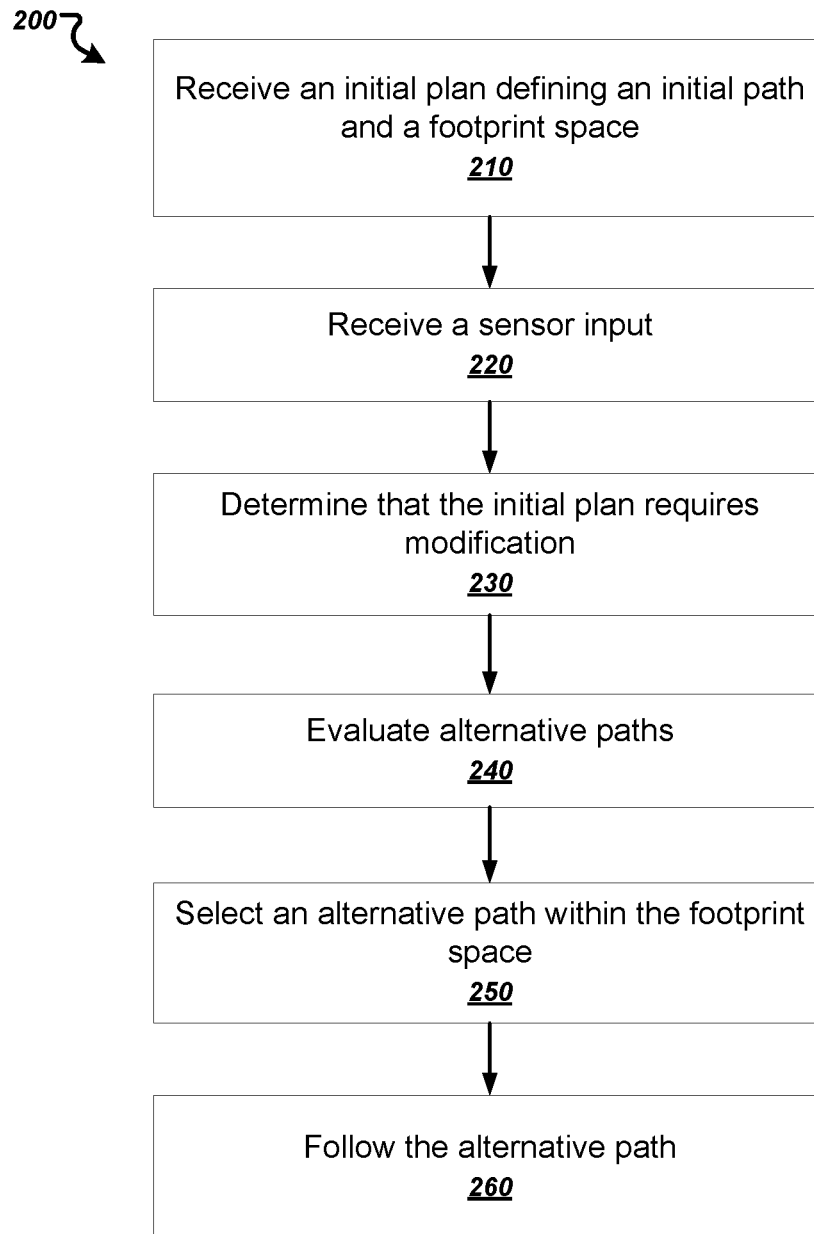 200
Receive an initial plan defining an initial path
and a footprint space
210
Receive a sensor input
220
Determine that the initial plan requires
modification
230
Evaluate alternative paths
240
Select an alternative path within the footprint
space
250
Follow the alternative path
260